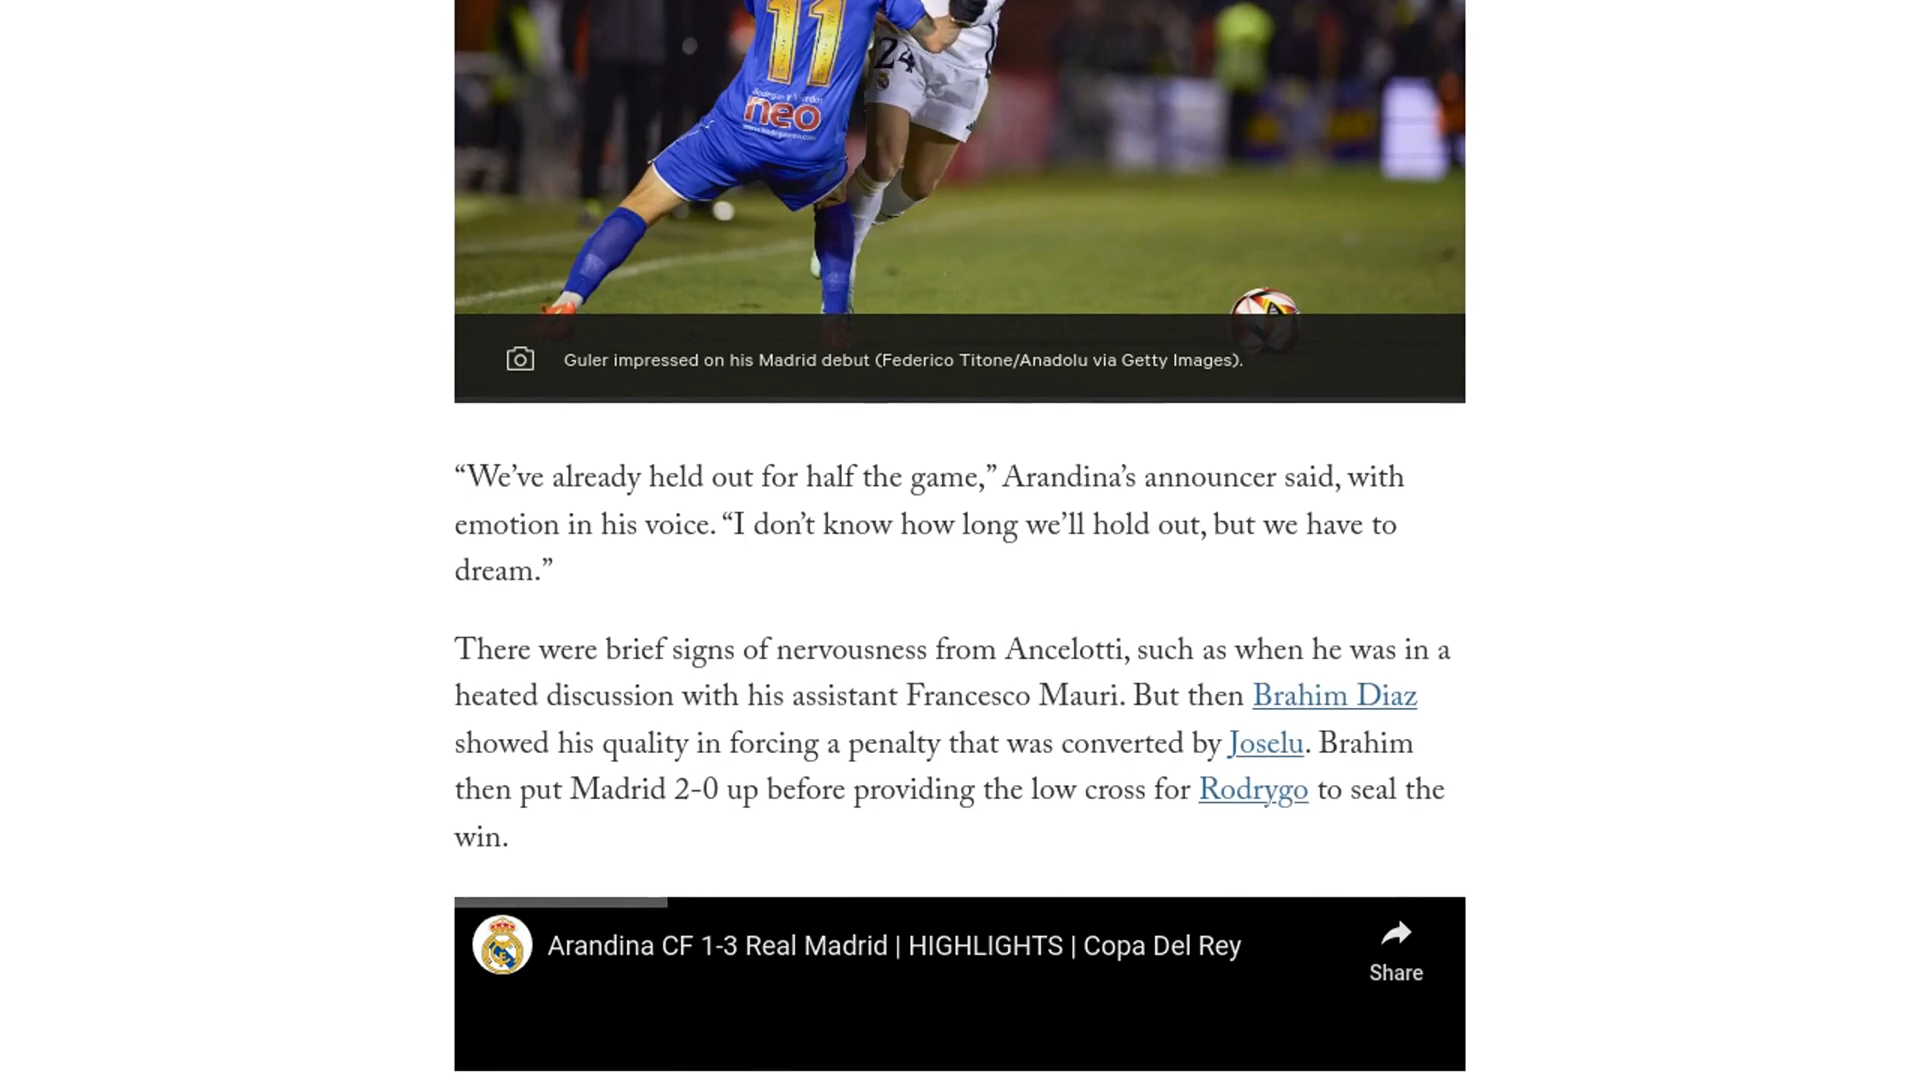 11
24
neo
Guler impressed on his Madrid debut (Federico Titone/Anadolu via Getty Images).
“We’ve already held out for half the game,” Arandina’s announcer said, with
emotion in his voice. “I don’t know how long we’ll hold out, but we have to
dream.”
There were brief signs of nervousness from Ancelotti, such as when he was in a
heated discussion with his assistant Francesco Mauri. But then Brahim Diaz
showed his quality in forcing a penalty that was converted by Joselu. Brahim
then put Madrid 2-0 up before providing the low cross for Rodrygo to seal the
win.
Arandina CF 1-3 Real Madrid | HIGHLIGHTS | Copa Del Rey
Share